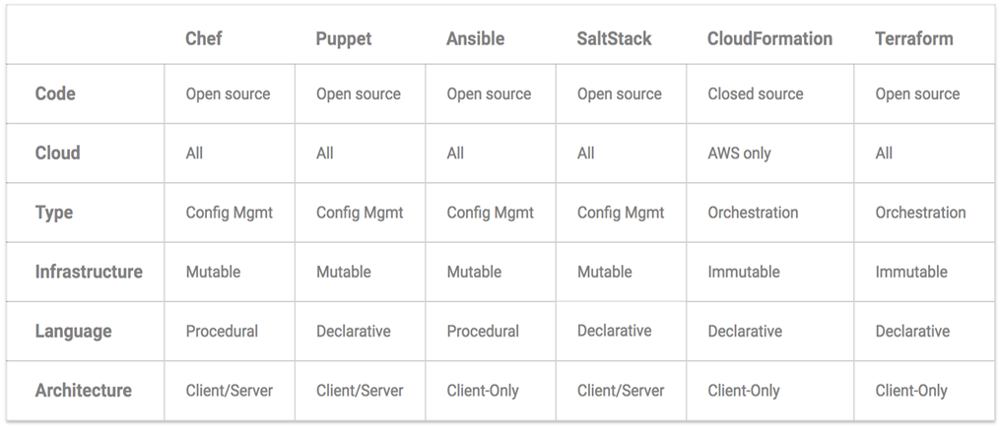 Chef Puppet Ansible SaltStack CloudFormation Terraform
Code Open source Open source Open source Open source Closed source Open source
Cloud All All All All AWS only All
Type Config Mgmt Config Mgmt Config Mgmt Config Mgmt Orchestration Orchestration
Infrastructure Mutable Mutable Mutable Mutable Immutable Immutable
Language Procedural Declarative Procedural Declarative Declarative Declarative
Architecture Client/Server Client/Server Client-Only Client/Server Client-Only Client-Only